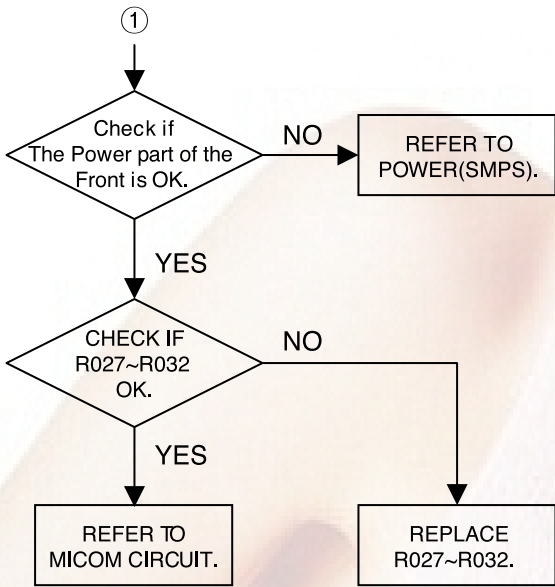 ①
Check if
The Power part of the
Front is OK.
NO
REFER TO
POWER(SMPS).
YES
CHECK IF
R027~R032
OK.
NO
YES
REFER TO
MICOM CIRCUIT.
REPLACE
R027~R032.